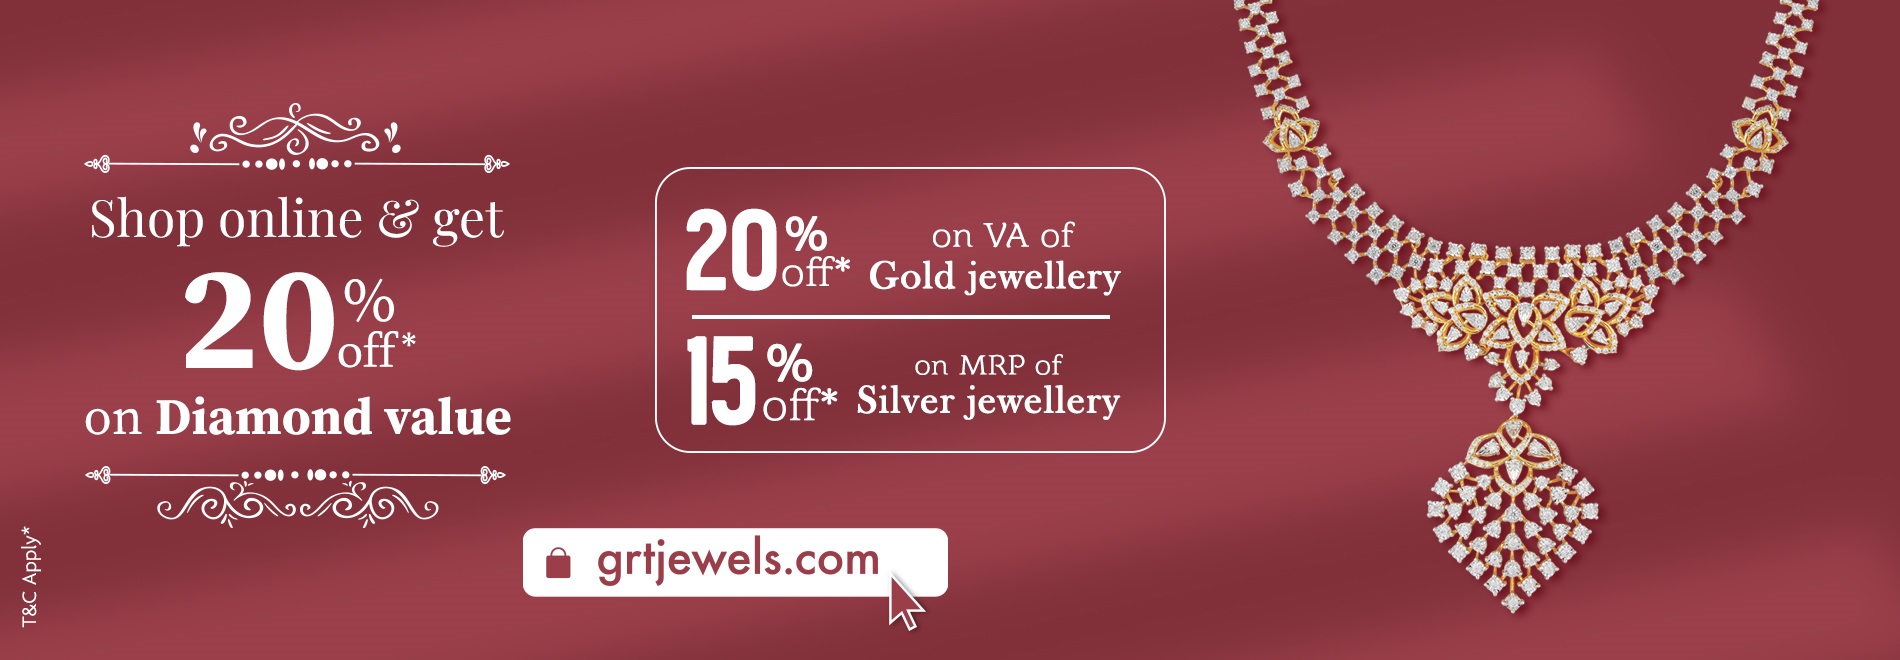 Shop online & get
20% off*
on Diamond value
20% off* on VA of
Gold jewellery
15% off* on MRP of
Silver jewellery
grtjewels.com
T&C Apply*